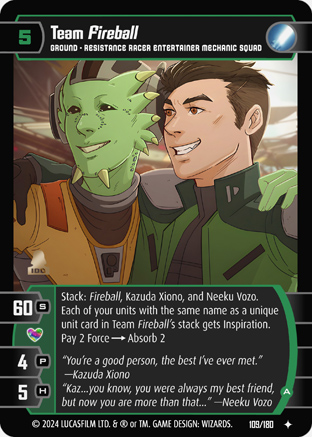 5
Team Fireball
GROUND • RESISTANCE RACER ENTERTAINER MECHANIC SQUAD
IDC
60 S
4 P
5 H
Stack: Fireball, Kazuda Xiono, and Neeku Vozo.
Each of your units with the same name as a unique
unit card in Team Fireball's stack gets Inspiration.
Pay 2 Force → Absorb 2
"You're a good person, the best I've ever met."
—Kazuda Xiono
"Kaz...you know, you were always my best friend,
but now you are more than that..." —Neeku Vozo
A
© 2024 LUCASFILM LTD. & ® or TM. GAME DESIGN: WIZARDS.
109/180